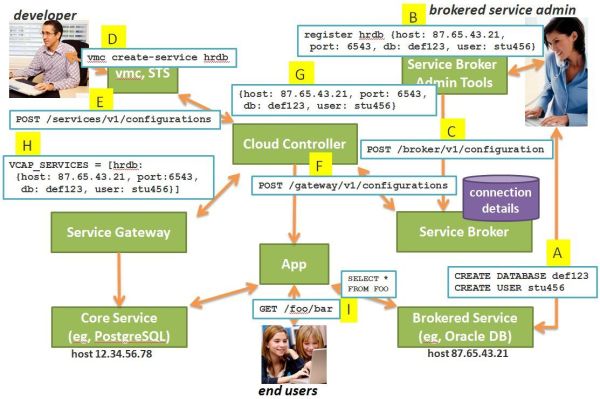 developer
B
brokered service admin
D
register hrdb {host: 87.65.43.21,
port: 6543, db: def123, user: stu456}
vmc create-service hrdb
vmc, STS
G
Service Broker
Admin Tools
E
{host: 87.65.43.21, port: 6543,
db: def123, user: stu456}
POST /services/v1/configurations
C
H
Cloud Controller
POST /broker/v1/configuration
F
VCAP_SERVICES = [hrdb:
{host: 87.65.43.21, port:6543,
db: def123, user: stu456}]
POST /gateway/v1/configurations
connection
details
Service Gateway
Service Broker
A
App
SELECT *
FROM FOO
CREATE DATABASE def123
CREATE USER stu456
GET /foo/bar
I
Core Service
(eg, PostgreSQL)
Brokered Service
(eg, Oracle DB)
host 12.34.56.78
host 87.65.43.21
end users